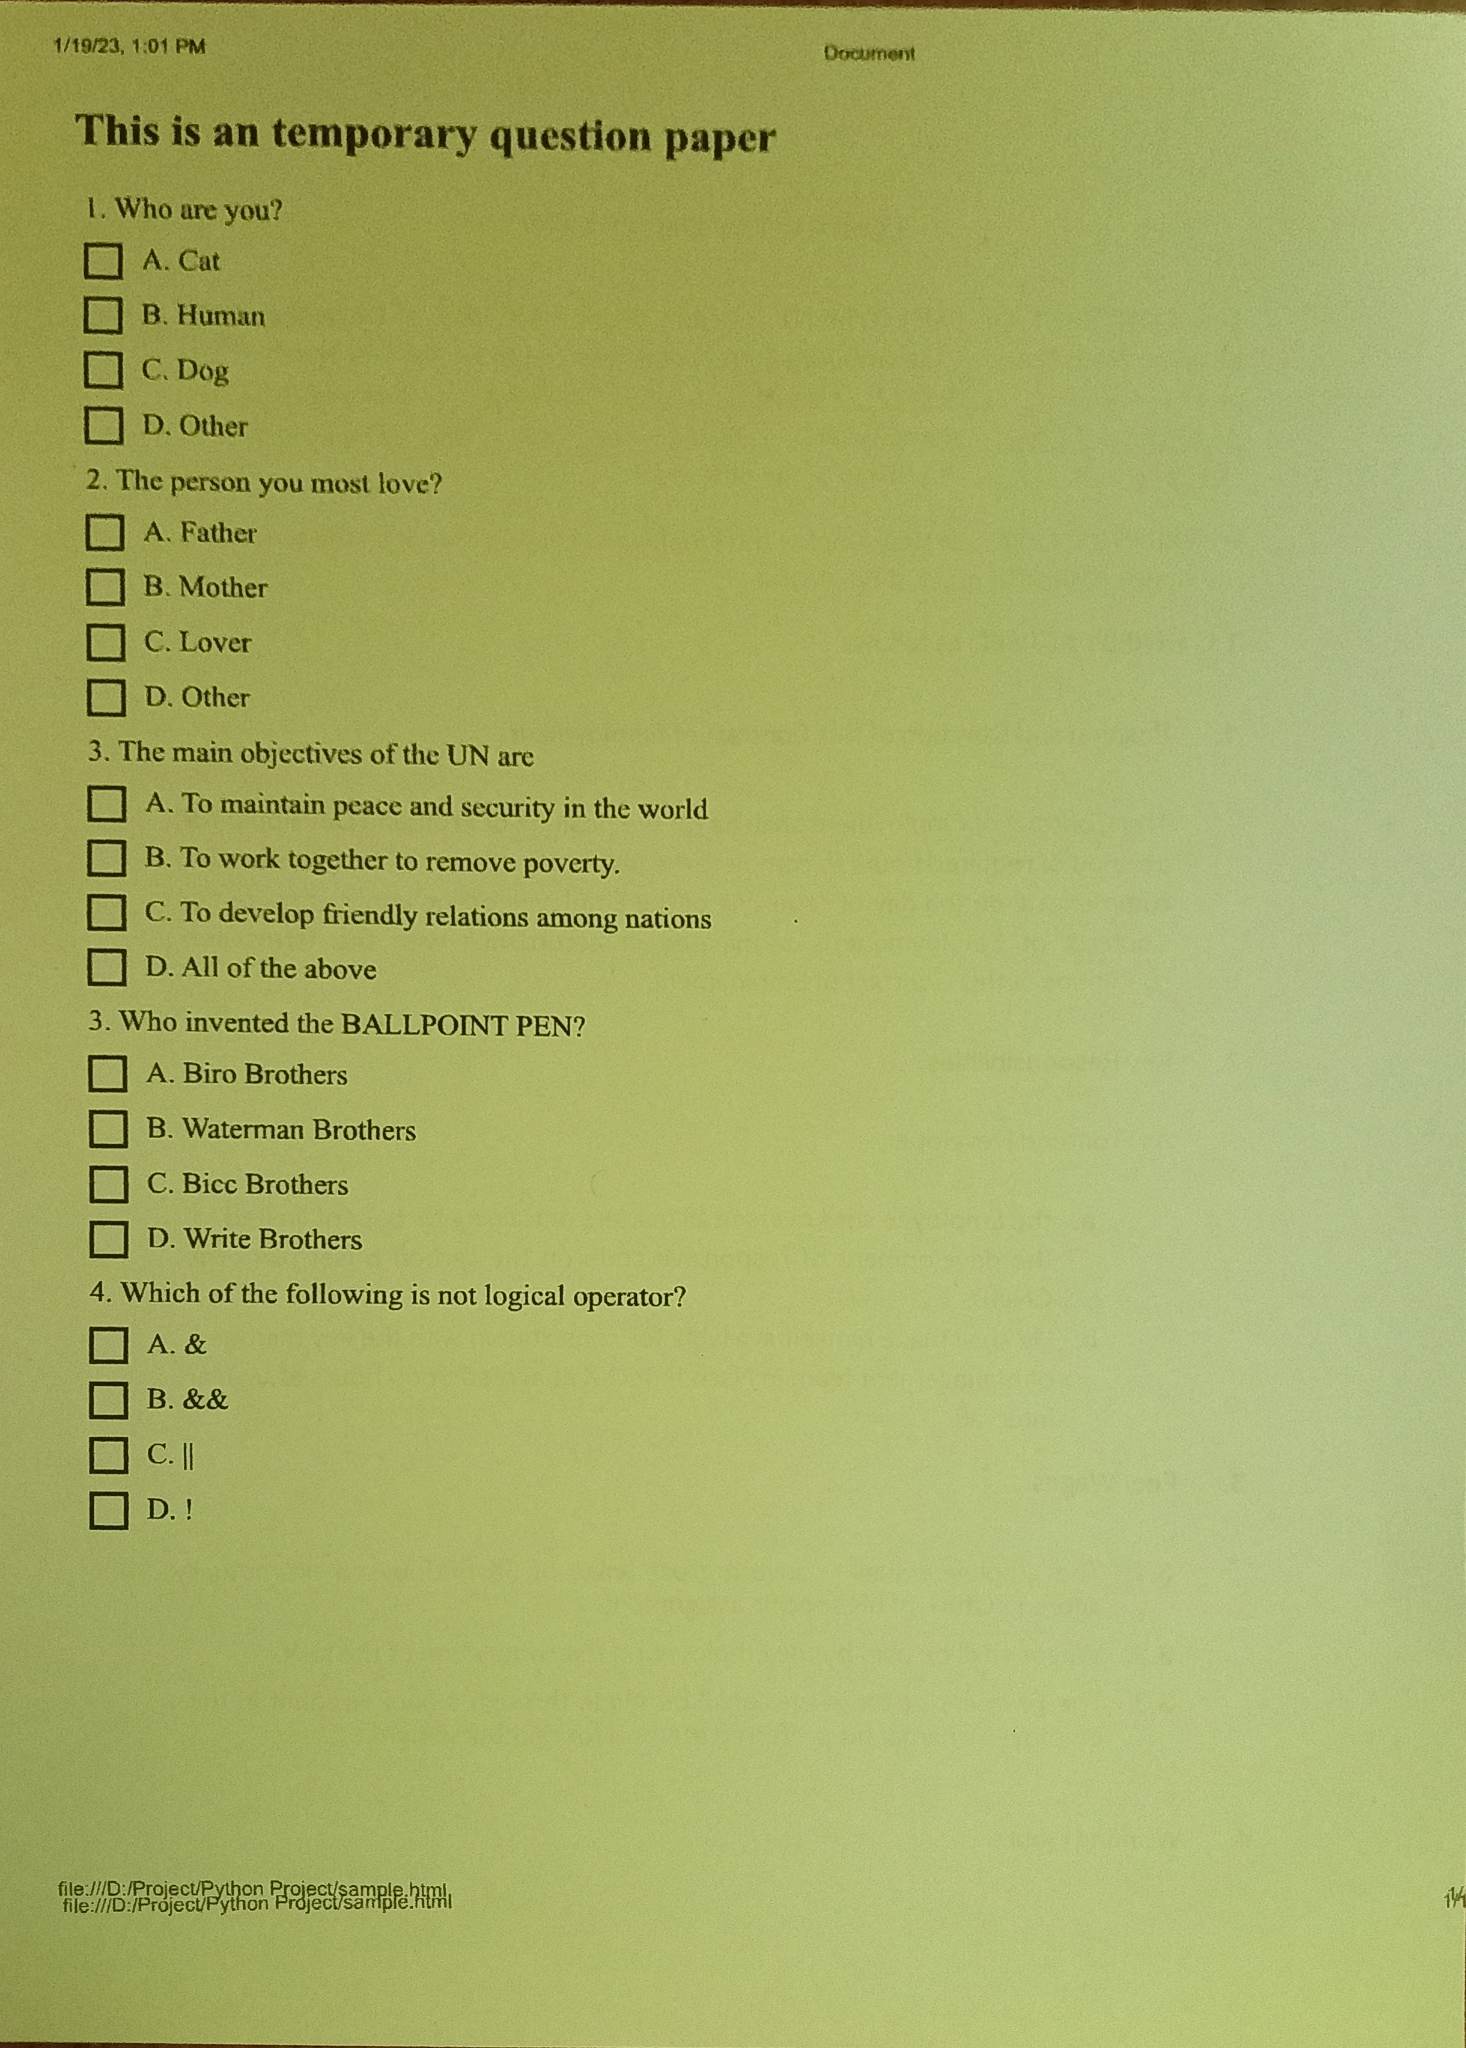 1/19/23, 1:01 PM
Document
This is an temporary question paper
1. Who are you?
A. Cat
B. Human
C. Dog
D. Other
2. The person you most love?
A. Father
B. Mother
C. Lover
D. Other
3. The main objectives of the UN are
A. To maintain peace and security in the world
B. To work together to remove poverty.
C. To develop friendly relations among nations
D. All of the above
3. Who invented the BALLPOINT PEN?
A. Biro Brothers
B. Waterman Brothers
C. Bicc Brothers
D. Write Brothers
4. Which of the following is not logical operator?
A. &
B. &&
C. ||
D. !
file:///D:/Project/Python Project/sample.html
file:///D:/Project/Python Project/sample.html